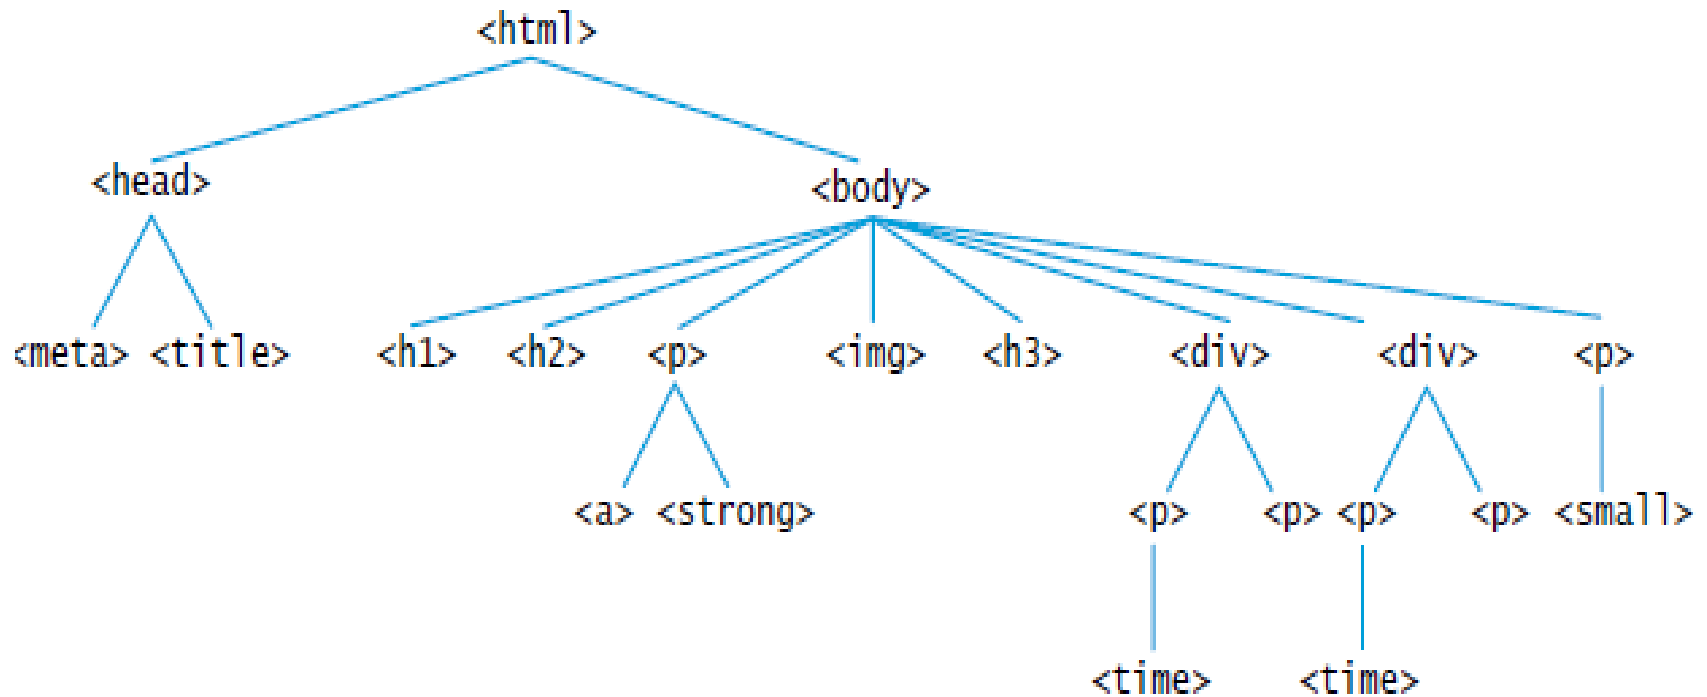 <html>
<head> <body>
<meta> <title> <h1> <h2> <p> <img> <h3> <div> <div> <p>
<a> <strong> <p> <p> <p> <p> <small>
<time> <time>